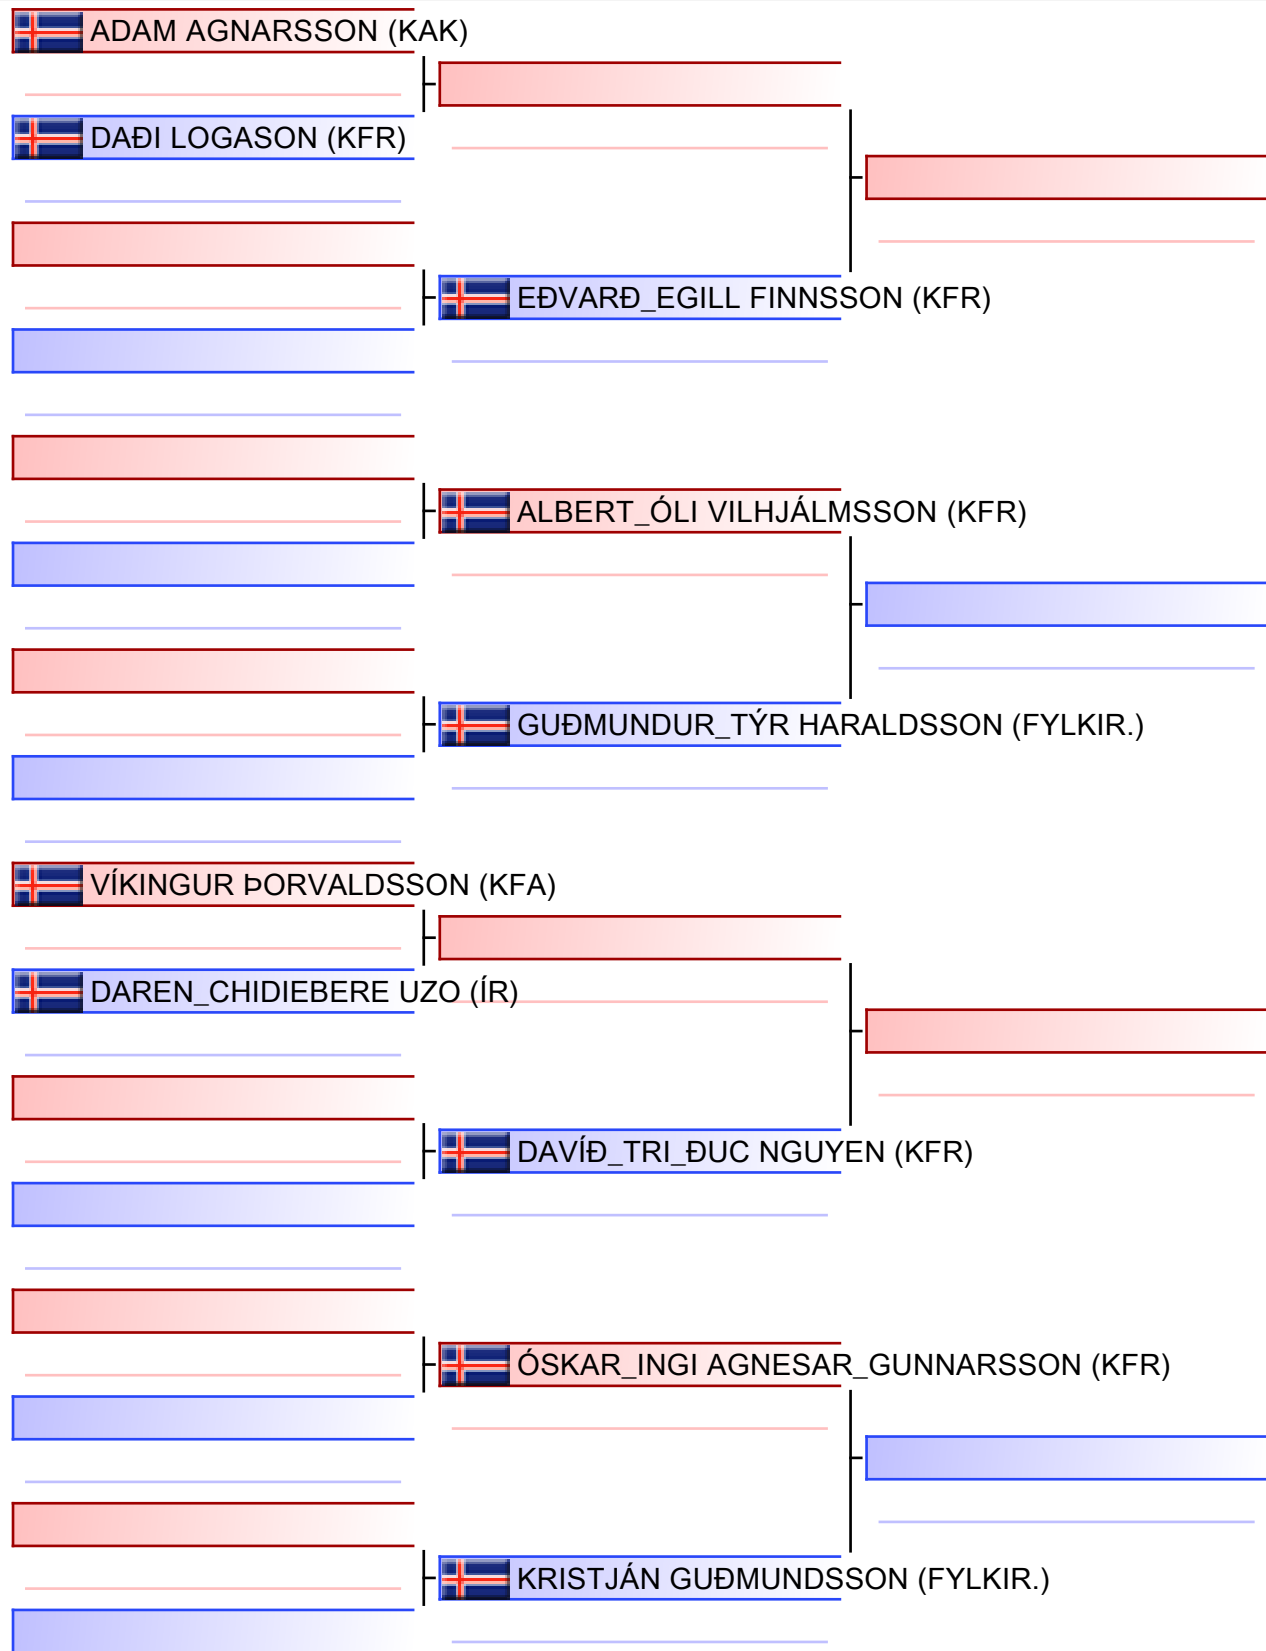 ADAM AGNARSSON (KAK)
DAÐI LOGASON (KFR)
EÐVARÐ_EGILL FINNSSON (KFR)
ALBERT_ÓLI VILHJÁLMSSON (KFR)
GUÐMUNDUR_TÝR HARALDSSON (FYLKIR.)
VÍKINGUR ÞORVALDSSON (KFA)
DAREN_CHIDIEBERE UZO (ÍR)
DAVÍÐ_TRI_ÐUC NGUYEN (KFR)
ÓSKAR_INGI AGNESAR_GUNNARSSON (KFR)
KRISTJÁN GUÐMUNDSSON (FYLKIR.)